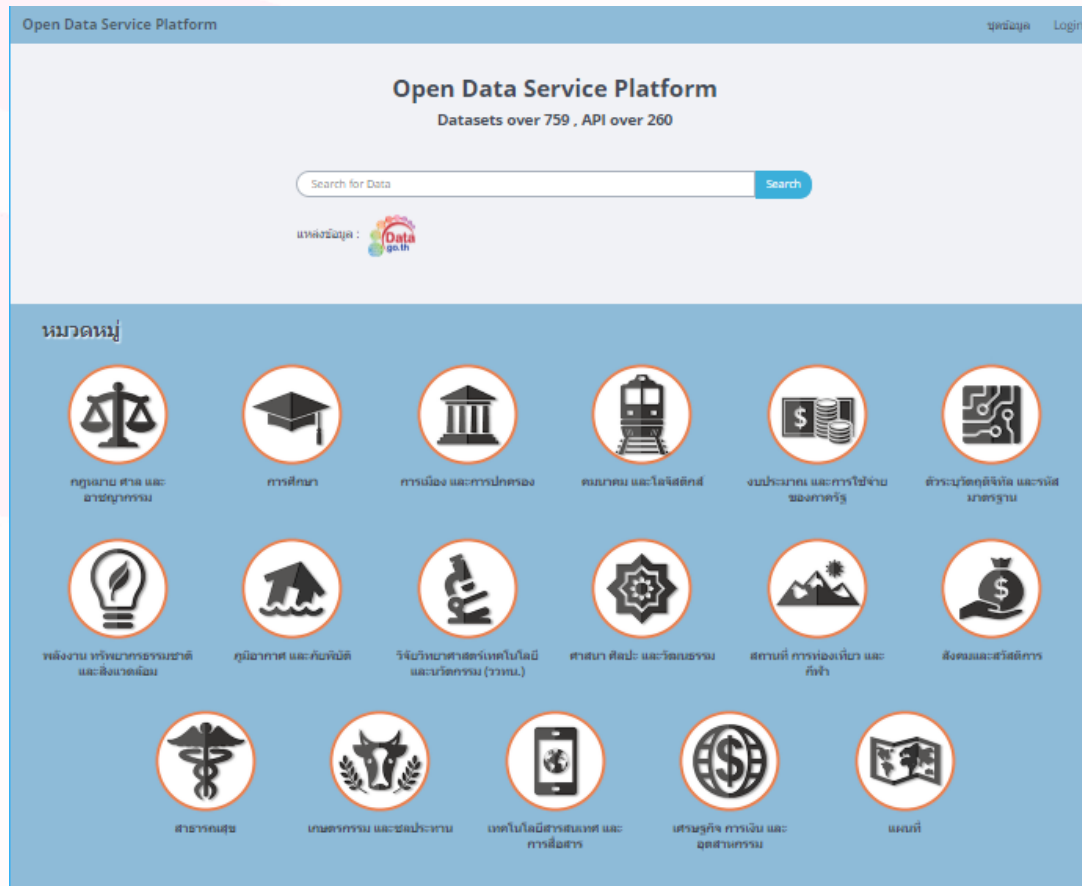 Open Data Service Platform
ชุดข้อมูล
Login
Open Data Service Platform
Datasets over 759 , API over 260
Search for Data
Search
แหล่งข้อมูล :
Data
go.th
หมวดหมู่
กฎหมาย ศาล และ
อาชญากรรม
การศึกษา
การเมือง และการปกครอง
คมนาคม และโลจิสติกส์
งบประมาณ และการใช้จ่าย
ของภาครัฐ
ตัวระบุวัตถุดิจิทัล และรหัส
มาตรฐาน
พลังงาน ทรัพยากรธรรมชาติ
และสิ่งแวดล้อม
ภูมิอากาศ และภัยพิบัติ
วิจัยวิทยาศาสตร์เทคโนโลยี
และนวัตกรรม (ววทน.)
ศาสนา ศิลปะ และวัฒนธรรม
สถานที่ การท่องเที่ยว และ
กีฬา
สังคมและสวัสดิการ
สาธารณสุข
เกษตรกรรม และชลประทาน
เทคโนโลยีสารสนเทศ และ
การสื่อสาร
เศรษฐกิจ การเงิน และ
อุตสาหกรรม
แผนที่